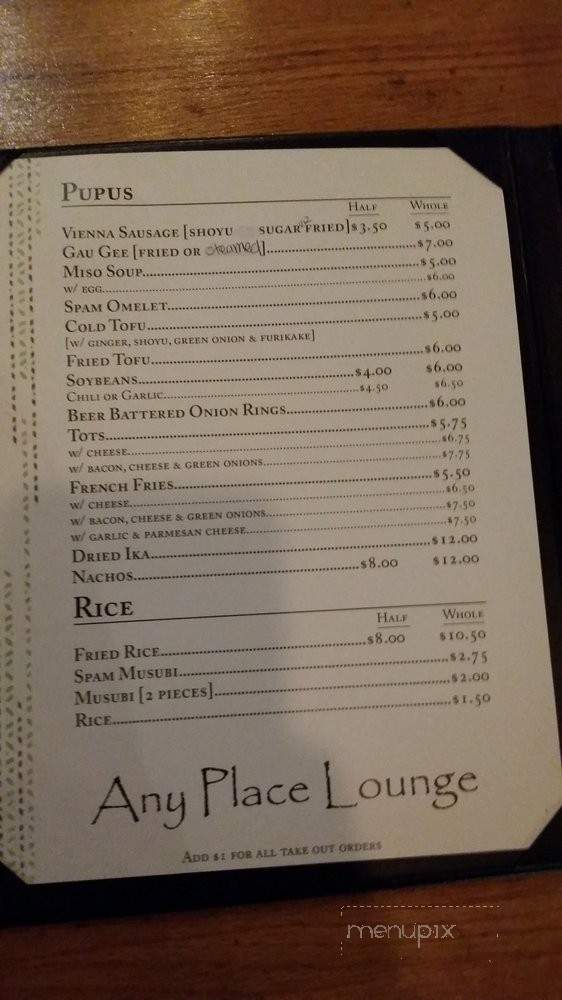 Pupus
Half Whole
Vienna Sausage [shoyu sugar or fried] $3.50 $5.00
Gau Gee [fried or steamed]..........$7.00
Miso Soup..........$5.00
w/ egg..........$6.00
Spam Omelet..........$6.00
Cold Tofu..........$5.00
[w/ ginger, shoyu, green onion & furikake]
Fried Tofu..........$6.00
Soybeans..........$4.00 $6.00
Chili or Garlic..........$4.50 $6.50
Beer Battered Onion Rings..........$6.00
Tots..........$5.75
w/ cheese..........$6.75
w/ bacon, cheese & green onions..........$7.75
French Fries..........$5.50
w/ cheese..........$6.50
w/ bacon, cheese & green onions..........$7.50
w/ garlic & parmesan cheese..........$7.50
Dried Ika..........$12.00
Nachos..........$8.00 $12.00
Rice
Half Whole
Fried Rice..........$8.00 $10.50
Spam Musubi..........$2.75
Musubi [2 pieces]..........$2.00
Rice..........$1.50
Any Place Lounge
Add $1 for all take out orders
menupix